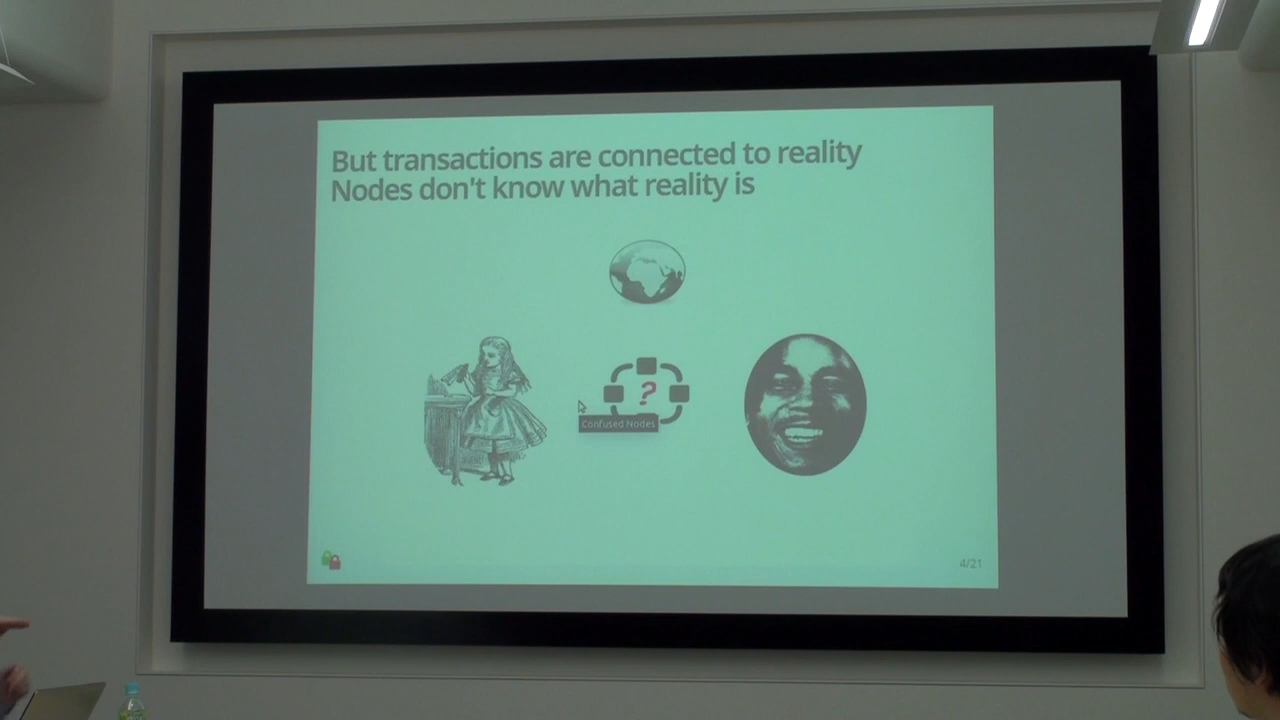 But transactions are connected to reality
Nodes don't know what reality is
?
Confused Nodes
4/21